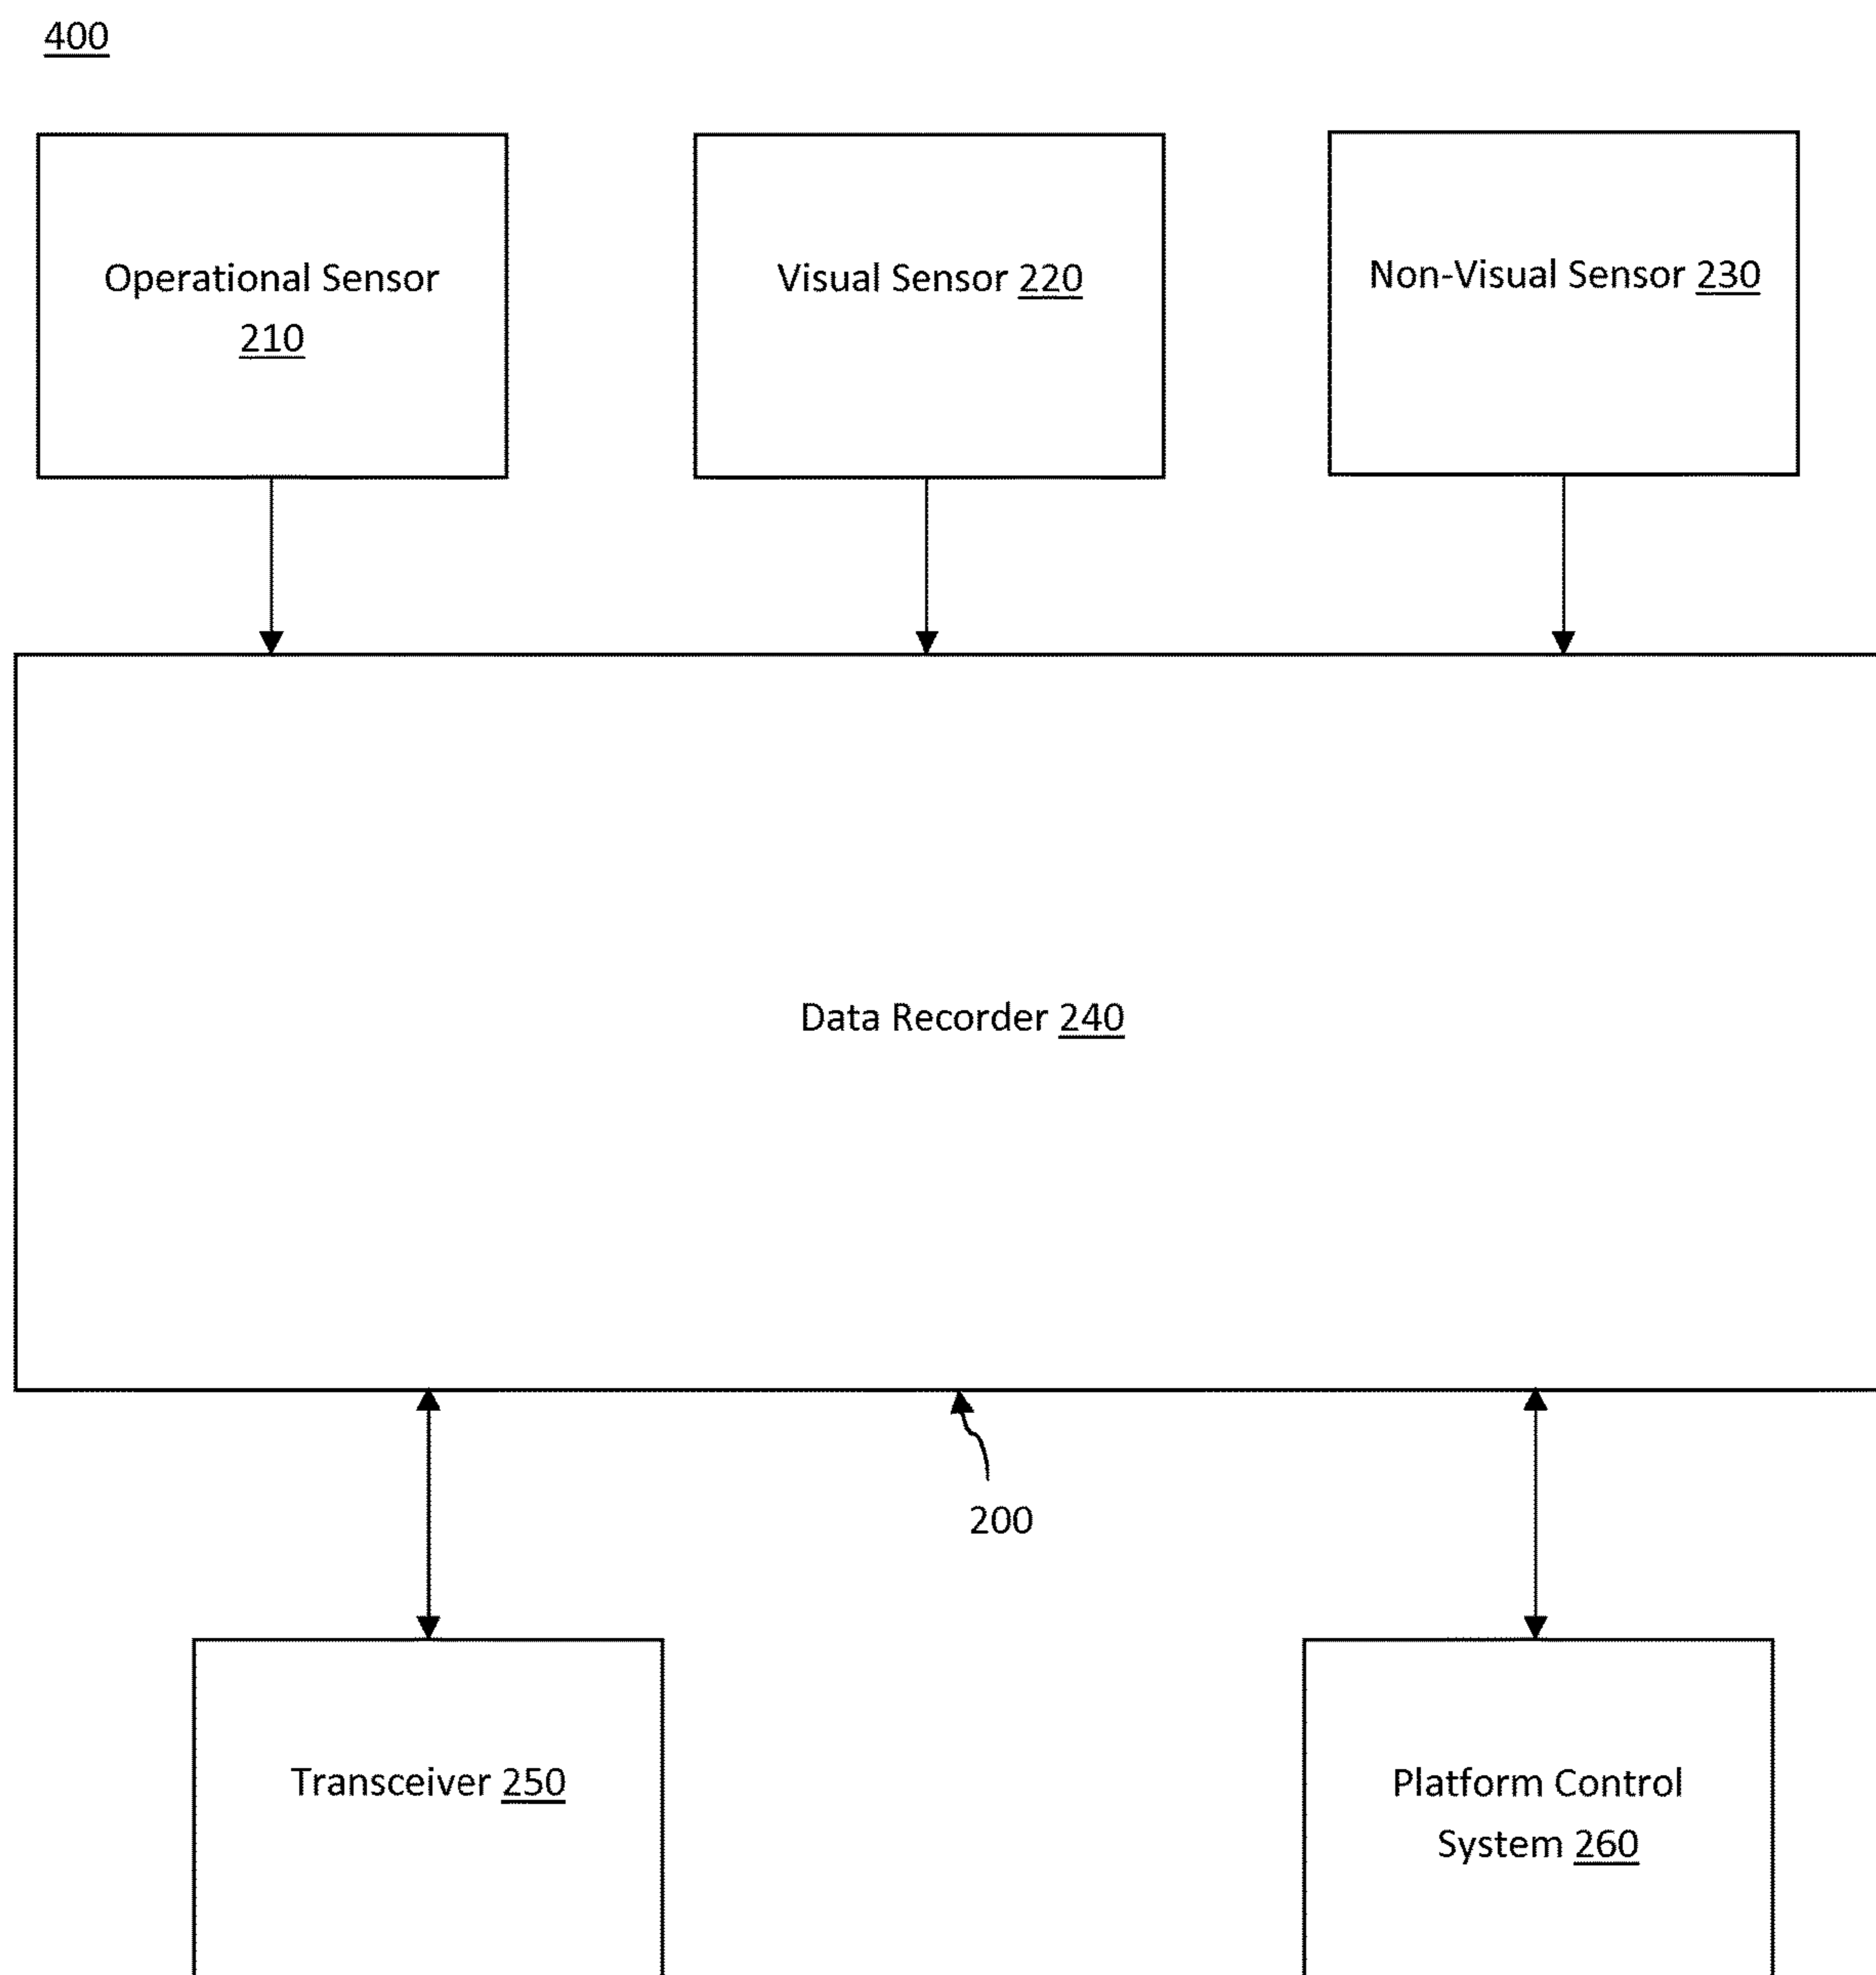 400
Operational Sensor
210
Visual Sensor 220
Non-Visual Sensor 230
Data Recorder 240
200
Transceiver 250
Platform Control
System 260